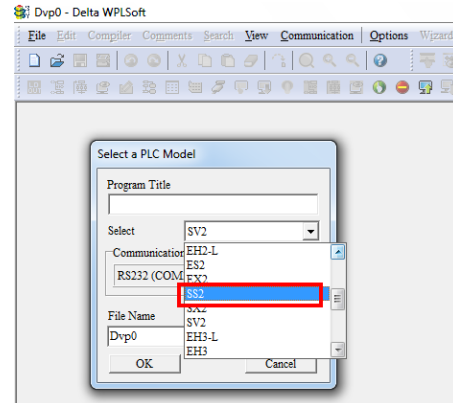 Dvp0 - Delta WPLSoft
File Edit Compiler Comments Search View Communication Options Wizard
Select a PLC Model
Program Title
Select SV2
EH2-L
Communication
ES2
RS232 (COM
EX2
SS2
SX2
File Name
SV2
Dvp0
EH3-L
EH3
OK Cancel